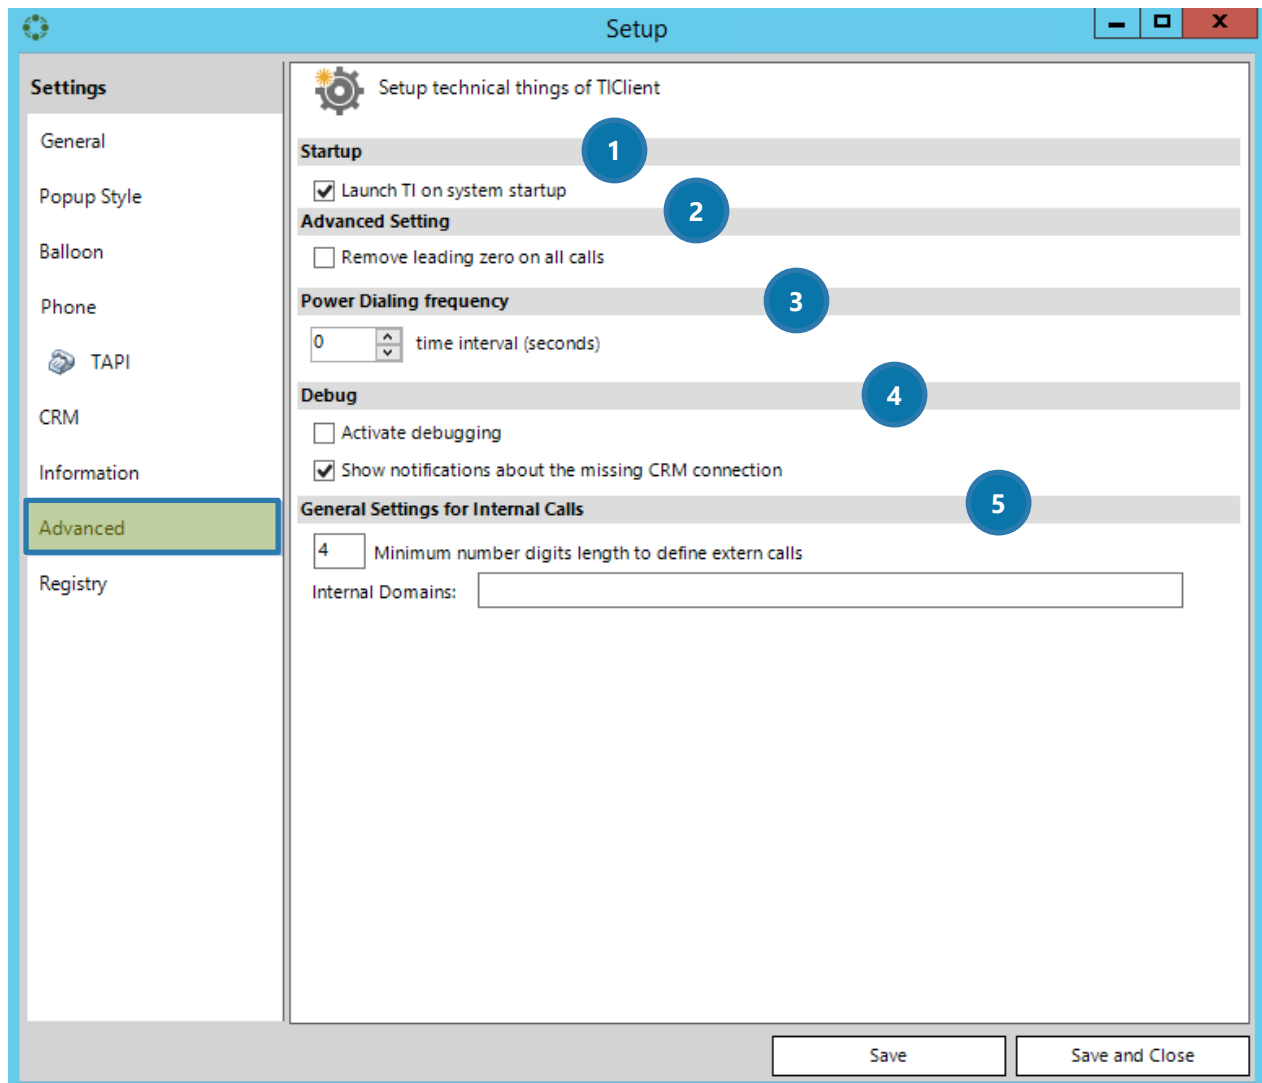 Setup
X
Settings
General
Popup Style
Balloon
Phone
TAPI
CRM
Information
Advanced
Registry
Setup technical things of TIClient
Startup
1
Launch TI on system startup
2
Advanced Setting
Remove leading zero on all calls
Power Dialing frequency
3
0 time interval (seconds)
Debug
4
Activate debugging
Show notifications about the missing CRM connection
General Settings for Internal Calls
5
4 Minimum number digits length to define extern calls
Internal Domains:
Save
Save and Close